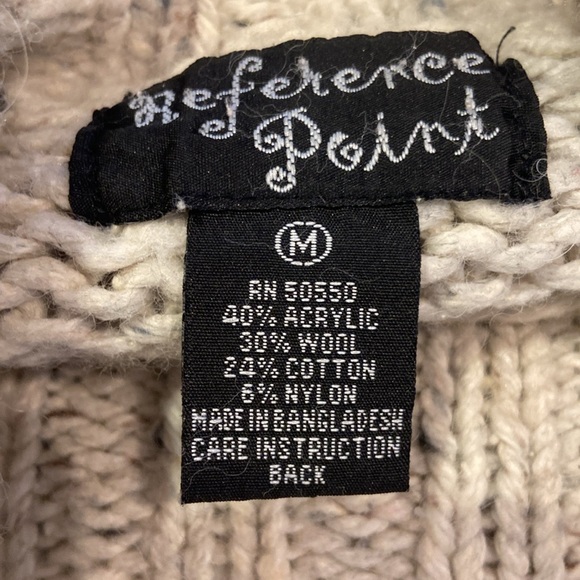 Reference
Point
M
RN 50550
40% ACRYLIC
30% WOOL
24% COTTON
6% NYLON
MADE IN BANGLADESH
CARE INSTRUCTION
BACK